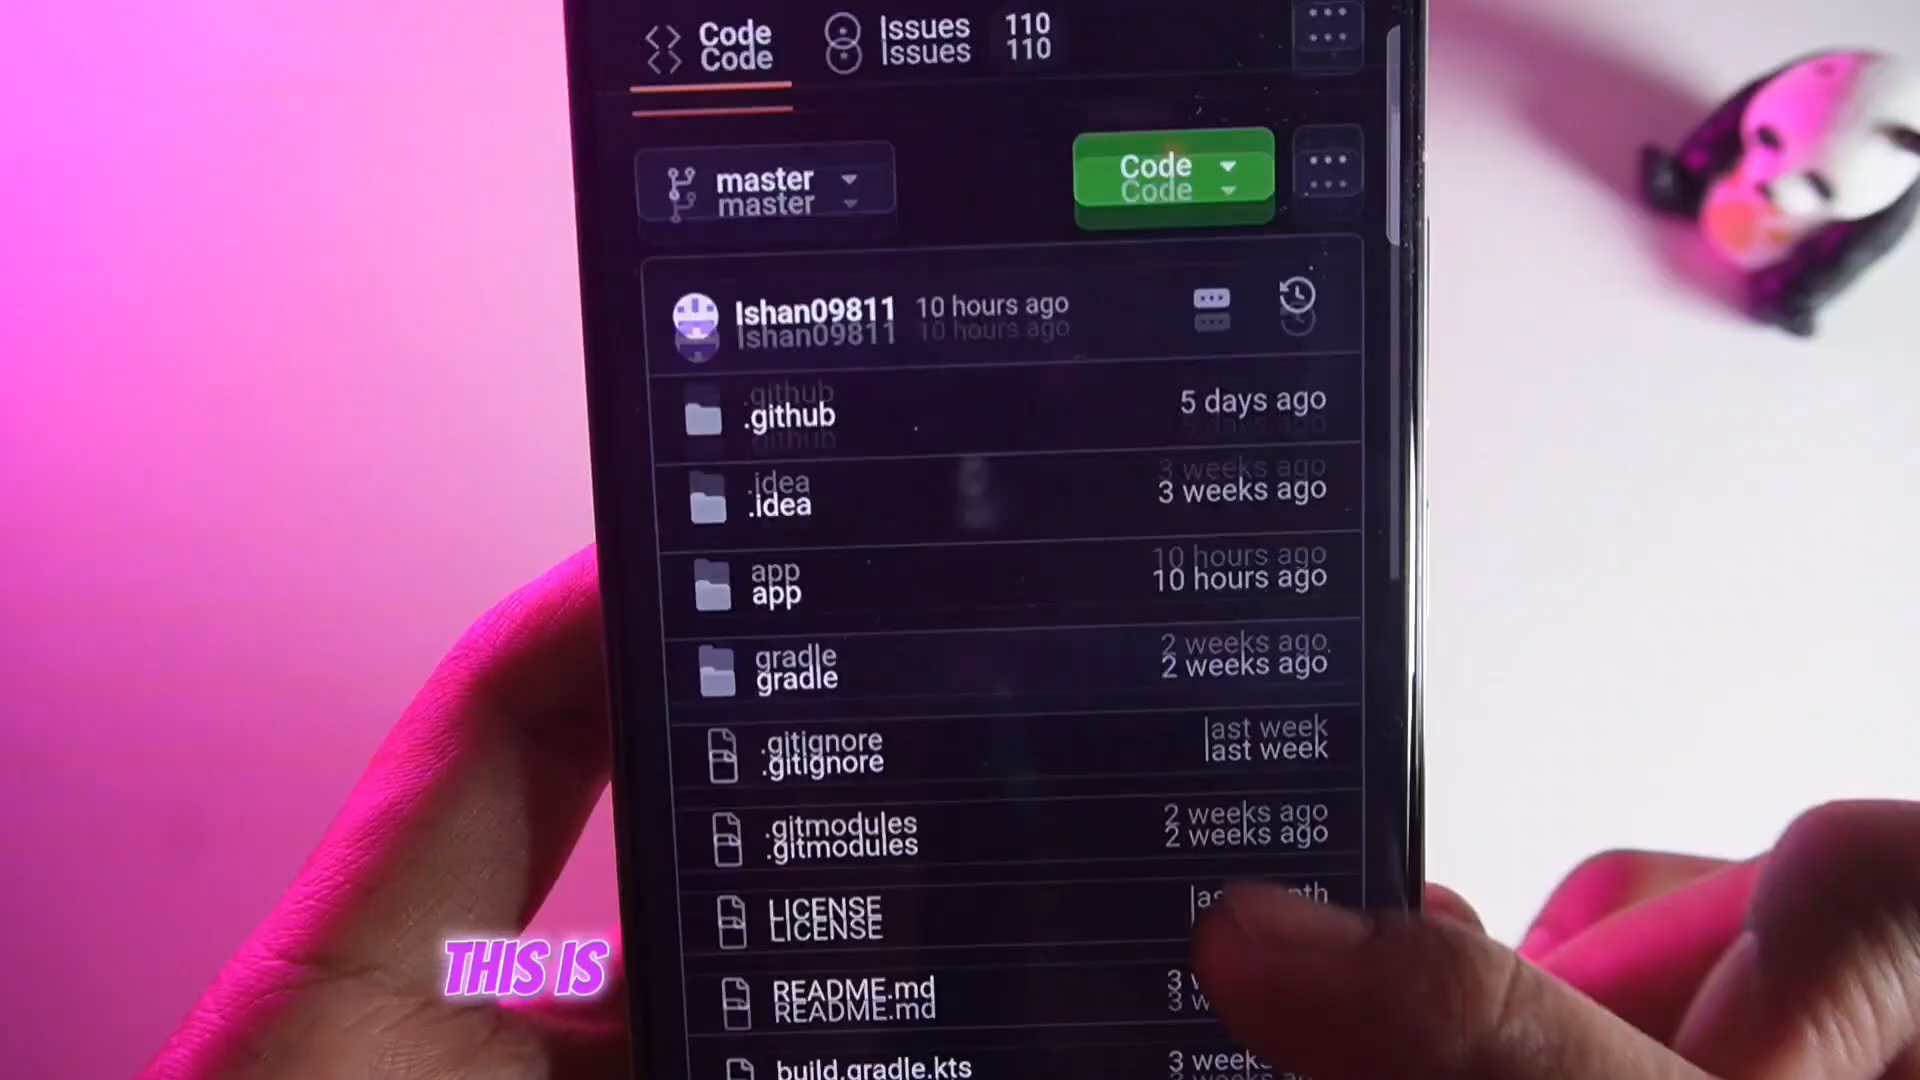 Code Issues 110
master Code
Ishan09811 10 hours ago
.github 5 days ago
.idea 3 weeks ago
app 10 hours ago
gradle 2 weeks ago
.gitignore last week
.gitmodules 2 weeks ago
LICENSE
README.md 3
build.gradle.kts 3
THIS IS